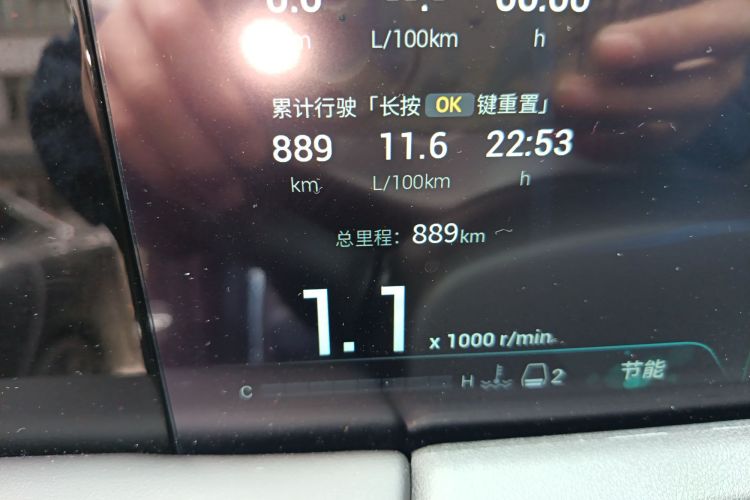 L/100km h
累计行驶「长按 OK 键重置」
889 11.6 22:53
km L/100km h
总里程：889km
1.1 x 1000 r/min
C H 2 节能